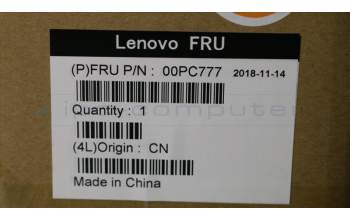 Lenovo FRU
(P)FRU P/N : 00PC777 2018-11-14
Quantity : 1
(4L)Origin : CN
Made in China